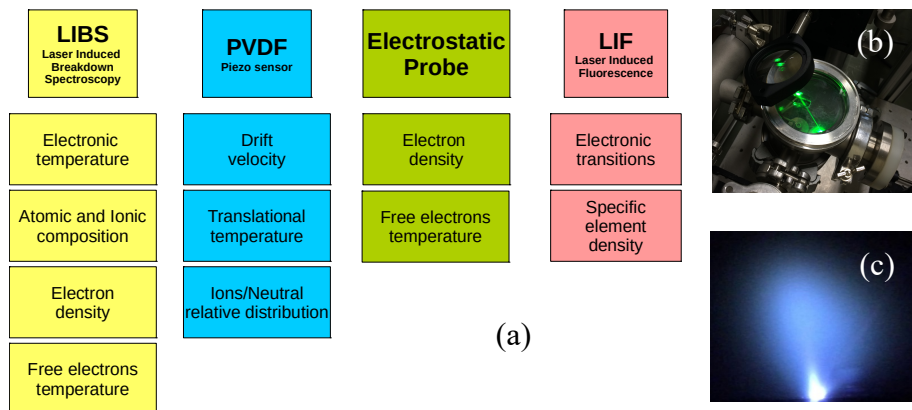 LIBS
Laser Induced
Breakdown
Spectroscopy
Electronic
temperature
Atomic and Ionic
composition
Electron
density
Free electrons
temperature
PVDF
Piezo sensor
Drift
velocity
Translational
temperature
Ions/Neutral
relative distribution
Electrostatic
Probe
Electron
density
Free electrons
temperature
LIF
Laser Induced
Fluorescence
Electronic
transitions
Specific
element
density
(a)
(b)
(c)